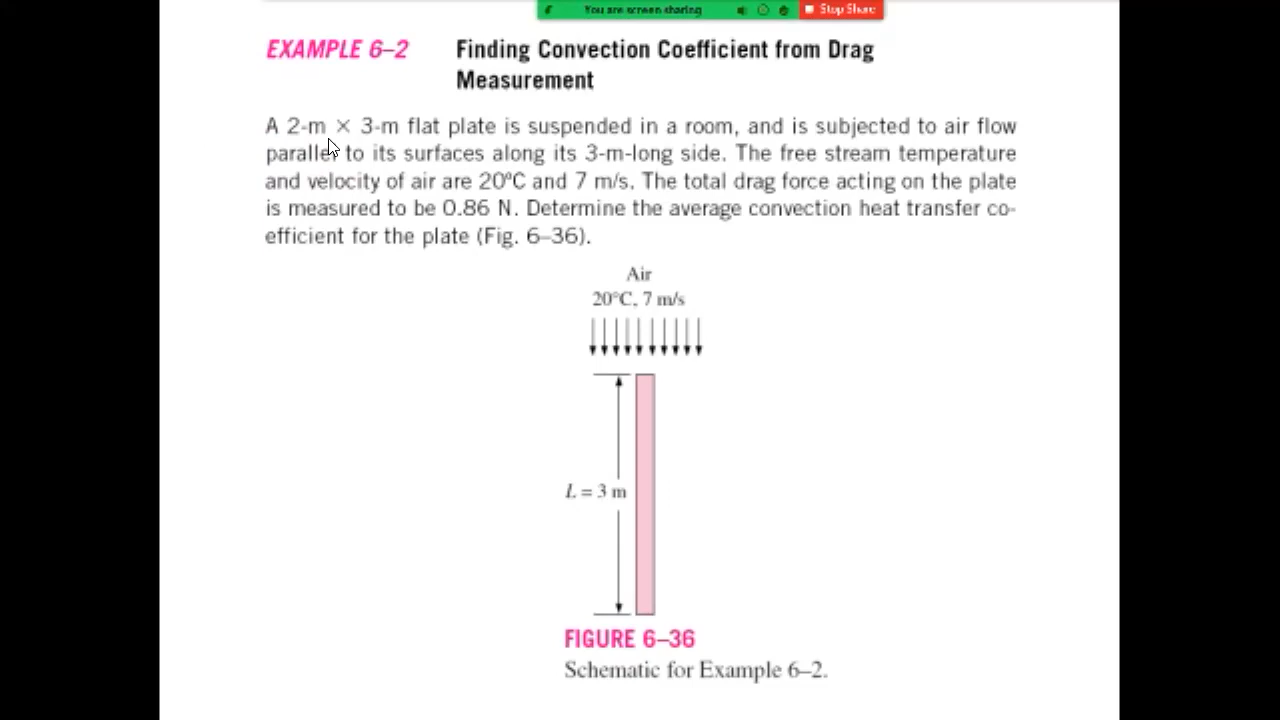 You are screen sharing
Stop Share
EXAMPLE 6–2 Finding Convection Coefficient from Drag
Measurement
A 2-m × 3-m flat plate is suspended in a room, and is subjected to air flow
parallel to its surfaces along its 3-m-long side. The free stream temperature
and velocity of air are 20°C and 7 m/s. The total drag force acting on the plate
is measured to be 0.86 N. Determine the average convection heat transfer co-
efficient for the plate (Fig. 6–36).
Air
20°C, 7 m/s
L = 3 m
FIGURE 6–36
Schematic for Example 6–2.